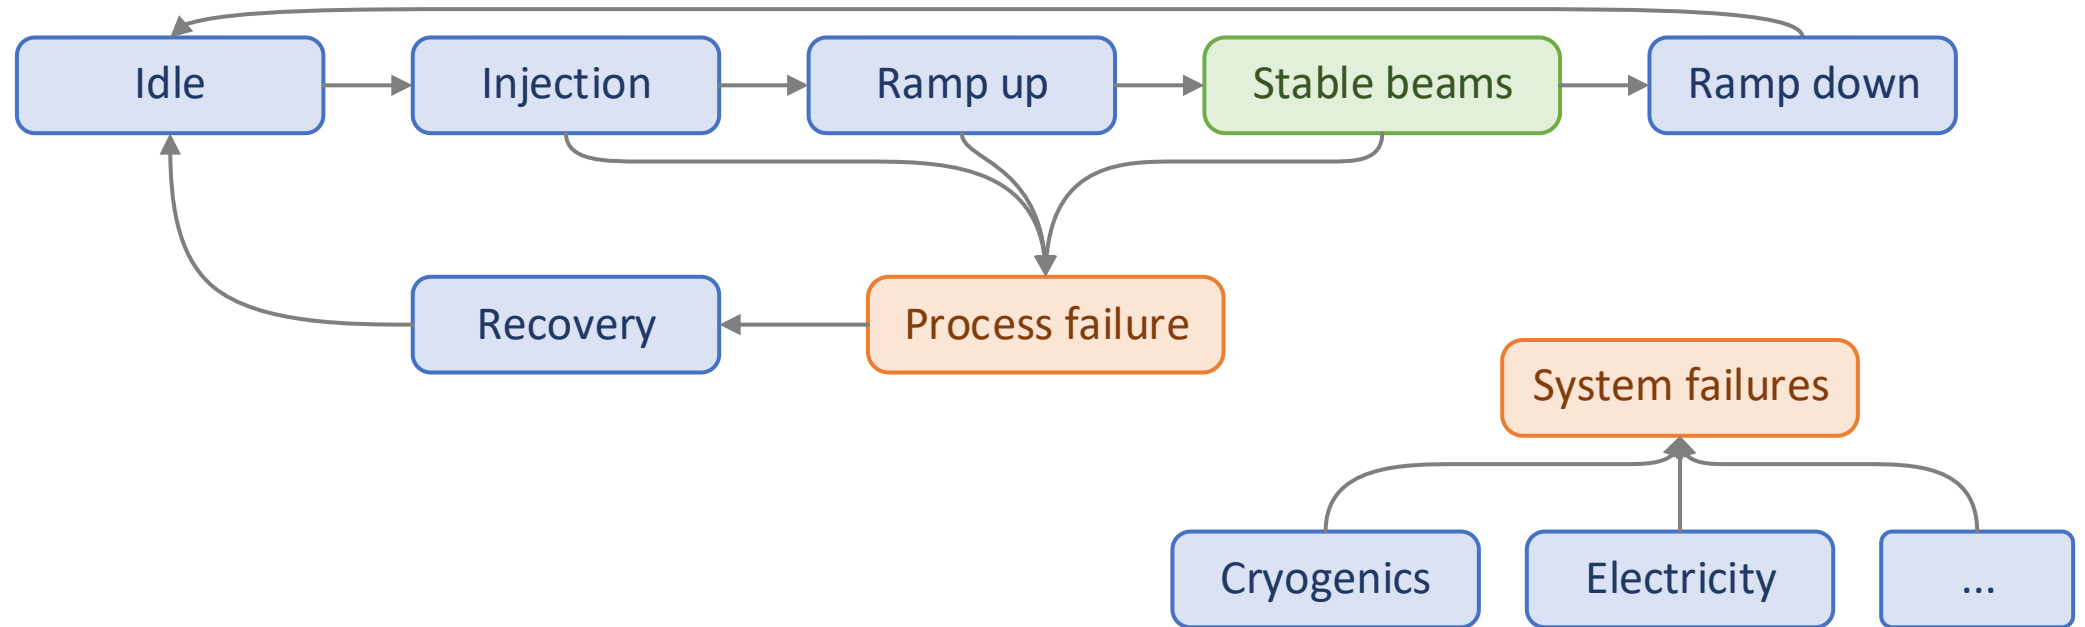 Idle
Injection
Ramp up
Stable beams
Ramp down
Recovery
Process failure
System failures
Cryogenics
Electricity
...